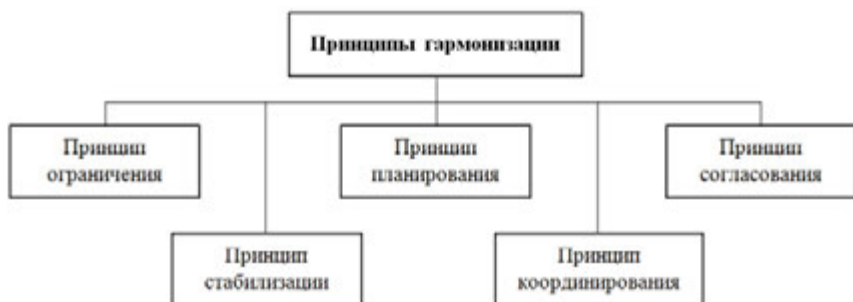 Принципы гармонизации
Принцип
ограничения
Принцип
планирования
Принцип
согласования
Принцип
стабилизации
Принцип
координирования